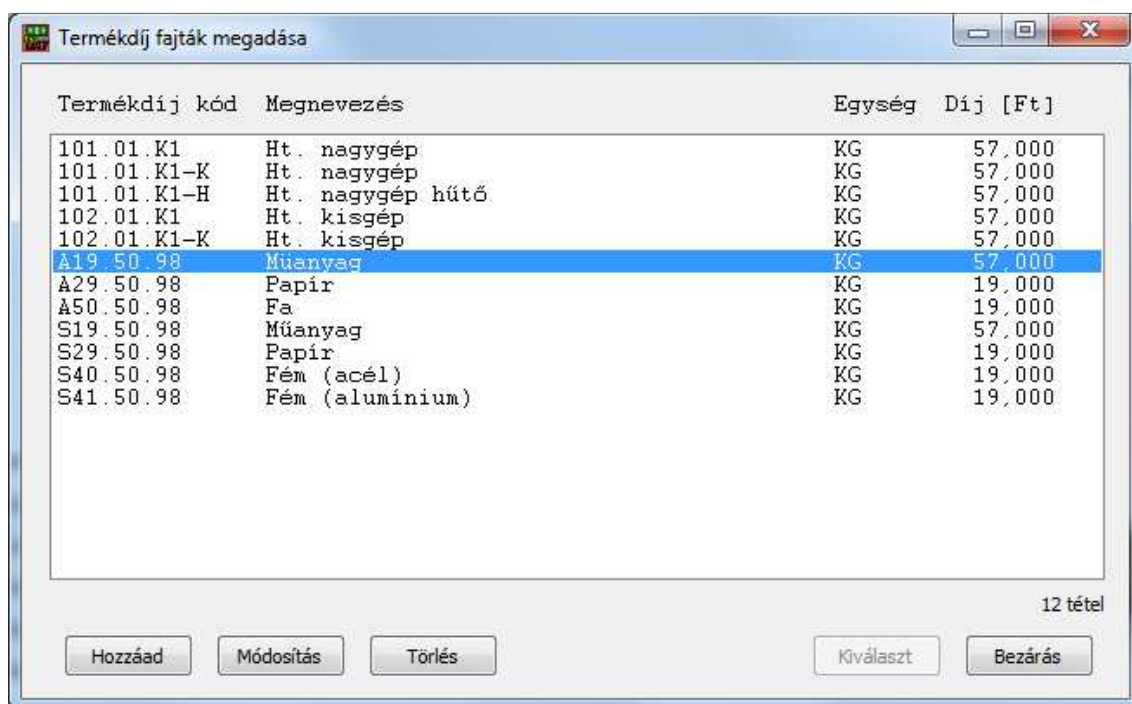 Termékdíj fajták megadása
Termékdíj kód Megnevezés Egység Díj [Ft]
101.01.K1 Ht. nagygép KG 57,000
101.01.K1-K Ht. nagygép KG 57,000
101.01.K1-H Ht. nagygép hűtő KG 57,000
102.01.K1 Ht. kisgép KG 57,000
102.01.K1-K Ht. kisgép KG 57,000
A19.50.98 Műanyag KG 57,000
A29.50.98 Papír KG 19,000
A50.50.98 Fa KG 19,000
S19.50.98 Műanyag KG 57,000
S29.50.98 Papír KG 19,000
S40.50.98 Fém (acél) KG 19,000
S41.50.98 Fém (alumínium) KG 19,000
12 tétel
Hozzáad Módosítás Törlés Kiválaszt Bezárás